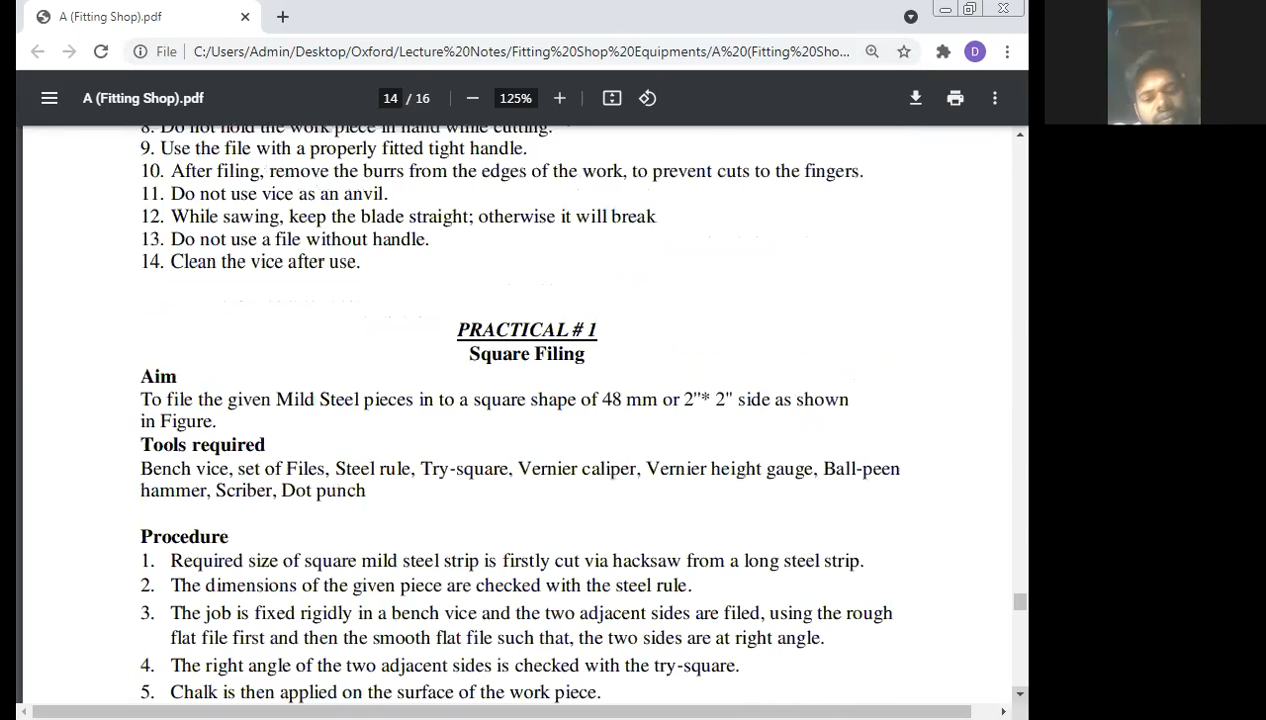 A (Fitting Shop).pdf
File
C:/Users/Admin/Desktop/Oxford/Lecture%20Notes/Fitting%20Shop%20Equipments/A%20(Fitting%20Sho...
D
A (Fitting Shop).pdf
14 / 16
125%
8. Do not hold the work piece in hand while cutting.
9. Use the file with a properly fitted tight handle.
10. After filing, remove the burrs from the edges of the work, to prevent cuts to the fingers.
11. Do not use vice as an anvil.
12. While sawing, keep the blade straight; otherwise it will break
13. Do not use a file without handle.
14. Clean the vice after use.
PRACTICAL # 1
Square Filing
Aim
To file the given Mild Steel pieces in to a square shape of 48 mm or 2"* 2" side as shown
in Figure.
Tools required
Bench vice, set of Files, Steel rule, Try-square, Vernier caliper, Vernier height gauge, Ball-peen
hammer, Scriber, Dot punch
Procedure
1. Required size of square mild steel strip is firstly cut via hacksaw from a long steel strip.
2. The dimensions of the given piece are checked with the steel rule.
3. The job is fixed rigidly in a bench vice and the two adjacent sides are filed, using the rough
flat file first and then the smooth flat file such that, the two sides are at right angle.
4. The right angle of the two adjacent sides is checked with the try-square.
5. Chalk is then applied on the surface of the work piece.